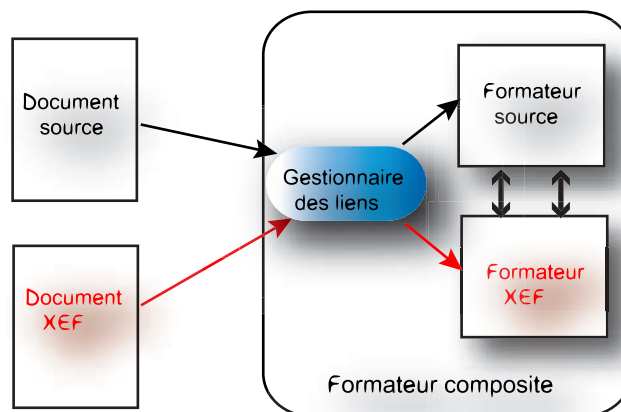 Document
source
Formateur
source
Gestionnaire
des liens
Document
XEF
Formateur
XEF
Formateur composite